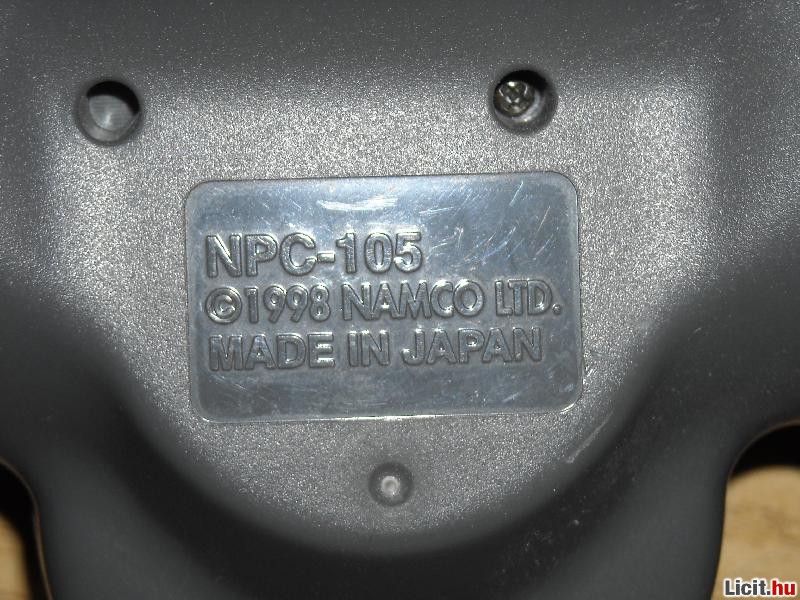 NPC-105
©1998 NAMCO LTD.
MADE IN JAPAN
Licit.hu